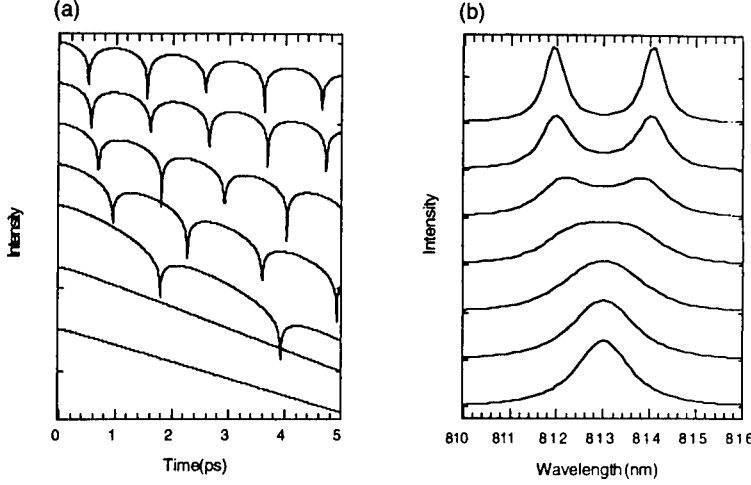 (a)
(b)
Intensity
0 1 2 3 4 5
Time(ps)
Intensity
810 811 812 813 814 815 816
Wavelength(nm)